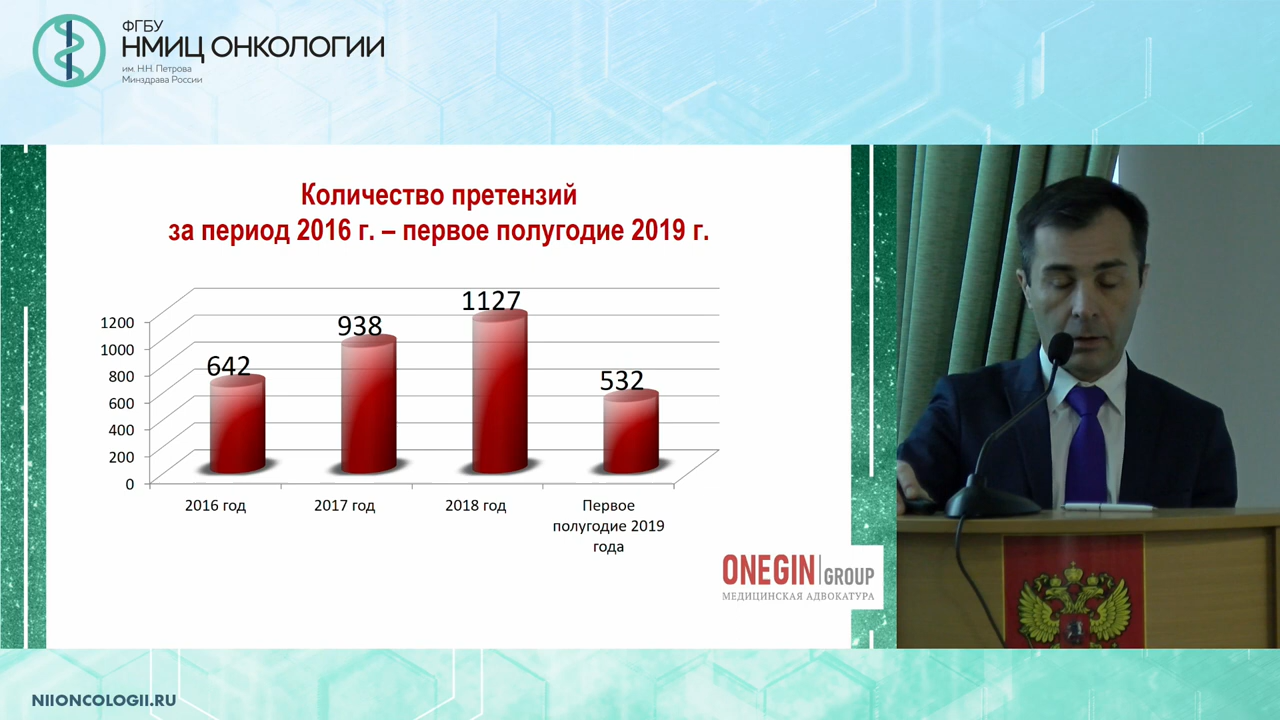 ФГБУ
НМИЦ ОНКОЛОГИИ
им. Н.Н. Петрова
Минздрава России
Количество претензий
за период 2016 г. – первое полугодие 2019 г.
1200
1000
800
600
400
200
0
642
938
1127
532
2016 год
2017 год
2018 год
Первое
полугодие 2019
года
ONEGIN GROUP
МЕДИЦИНСКАЯ АДВОКАТУРА
NIIONCOLOGII.RU